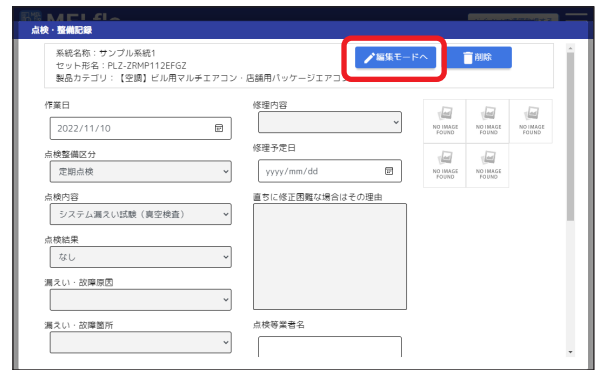 MELflo
点検・整備記録
系統名称：サンプル系統1
セット形名：PLZ-ZRMP112EFGZ
製品カテゴリ：【空調】ビル用マルチエアコン・店舗用パッケージエアコン
編集モードへ
削除
作業日
2022/11/10
点検整備区分
定期点検
点検内容
システム漏えい試験（真空検査）
点検結果
なし
漏えい・故障原因
漏えい・故障箇所
修理内容
修理予定日
yyyy/mm/dd
直ちに修正困難な場合はその理由
点検等業者名
NO IMAGE
FOUND
NO IMAGE
FOUND
NO IMAGE
FOUND
NO IMAGE
FOUND
NO IMAGE
FOUND